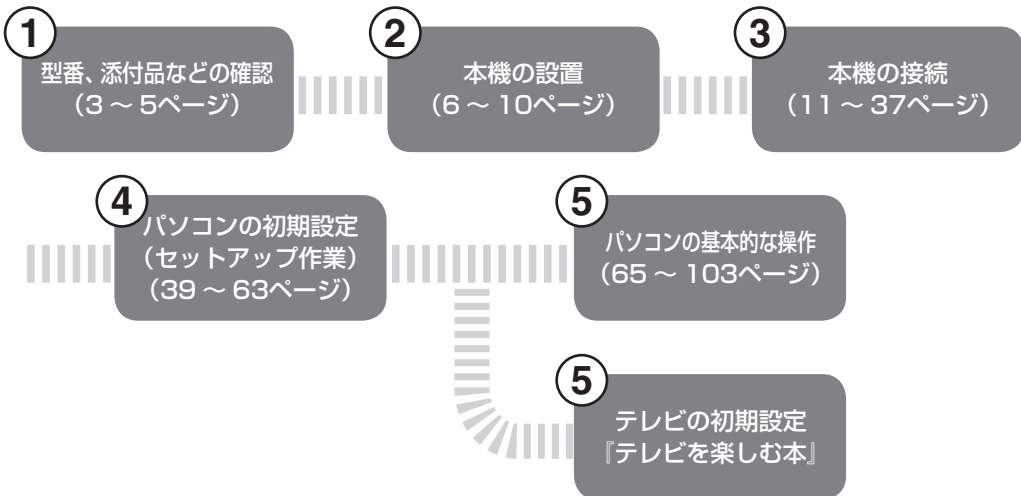 1
型番、添付品などの確認
（3 ～ 5ページ）
2
本機の設置
（6 ～ 10ページ）
3
本機の接続
（11 ～ 37ページ）
4
パソコンの初期設定
（セットアップ作業）
（39 ～ 63ページ）
5
パソコンの基本的な操作
（65 ～ 103ページ）
5
テレビの初期設定
『テレビを楽しむ本』